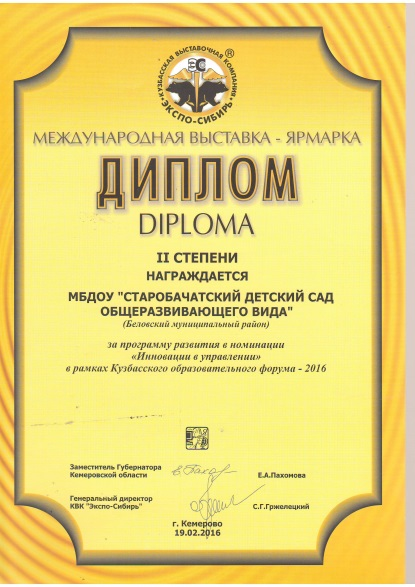 КУЗБАССКАЯ ВЫСТАВОЧНАЯ КОМПАНИЯ
ЭС
®
"ЭКСПО-СИБИРЬ"
МЕЖДУНАРОДНАЯ ВЫСТАВКА - ЯРМАРКА
ДИПЛОМ
DIPLOMA
II СТЕПЕНИ
НАГРАЖДАЕТСЯ
МБДОУ "СТАРОБАЧАТСКИЙ ДЕТСКИЙ САД
ОБЩЕРАЗВИВАЮЩЕГО ВИДА"
(Беловский муниципальный район)
за программу развития в номинации
«Инновации в управлении»
в рамках Кузбасского образовательного форума - 2016
Заместитель Губернатора
Кемеровской области
Е.А.Пахомова
Генеральный директор
КВК "Экспо-Сибирь"
С.Г.Гржелецкий
г. Кемерово
19.02.2016